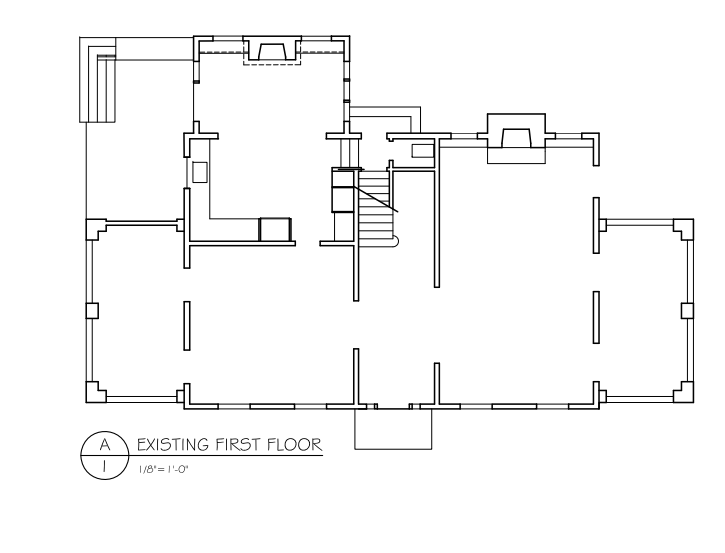 A
1
EXISTING FIRST FLOOR
1/8"= 1'-0"